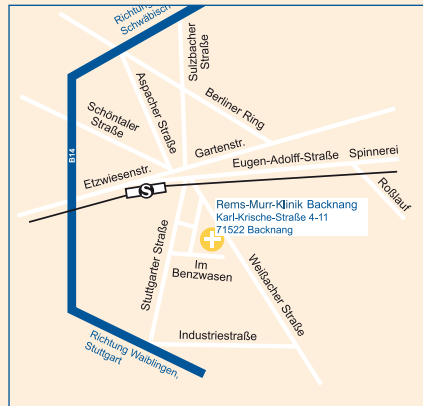 Richtung
Schwäbisch
Sulzbacher
Straße
Aspacher Straße
Berliner Ring
Schöntaler
Straße
B14
Gartenstr.
Eugen-Adolff-Straße
Spinnerei
Etzwiesenstr.
S
Roßlauf
Rems-Murr-Klinik Backnang
Karl-Krische-Straße 4-11
71522 Backnang
Stuttgarter Straße
Im
Benzwasen
Weißacher Straße
Industriestraße
Richtung Waiblingen,
Stuttgart